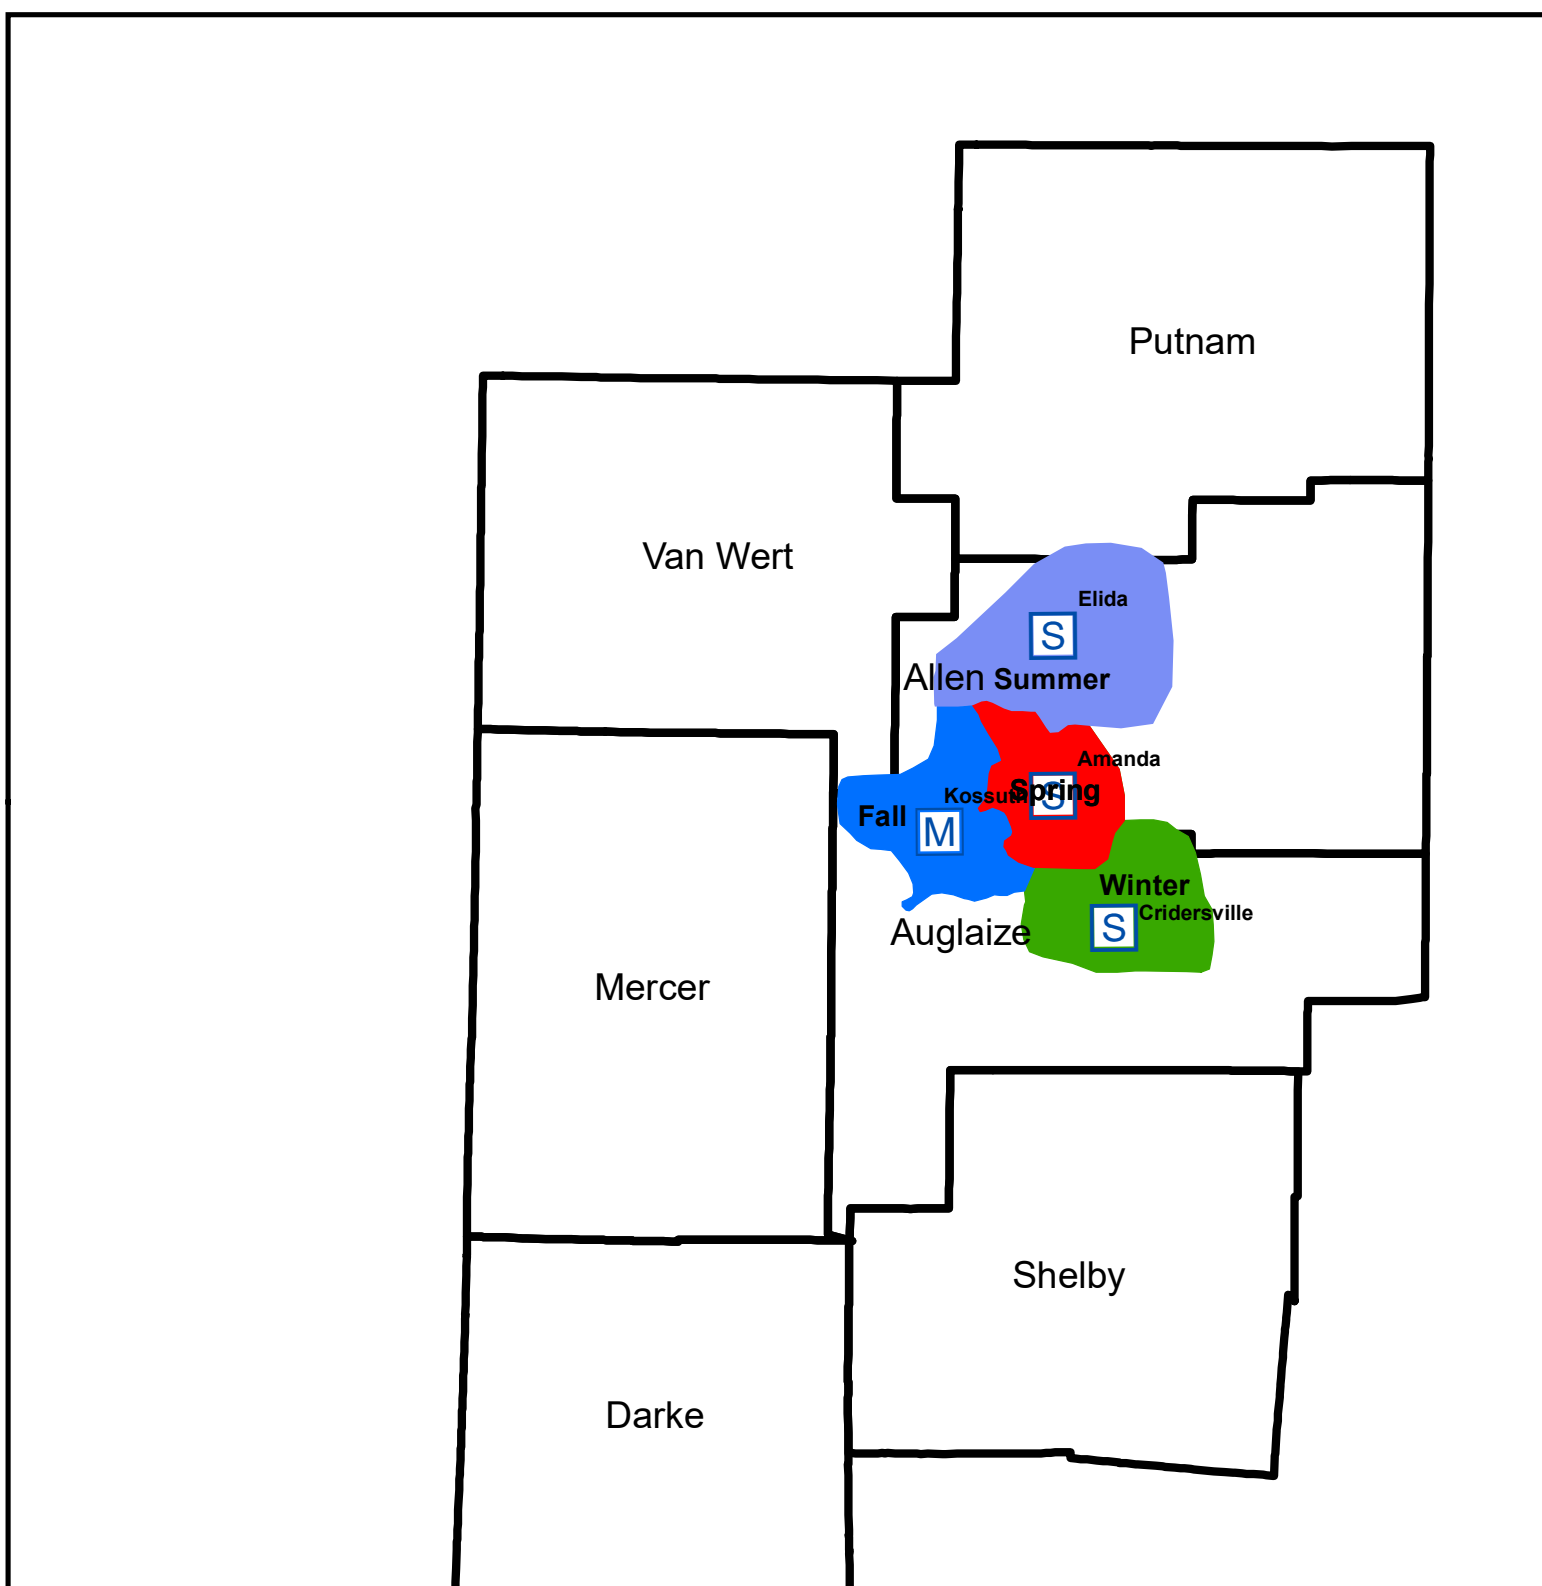 Putnam
Van Wert
Elida
S
Allen Summer
Amanda
Kossuth
S
Spring
Fall
M
Winter
Cridersville
S
Auglaize
Mercer
Shelby
Darke